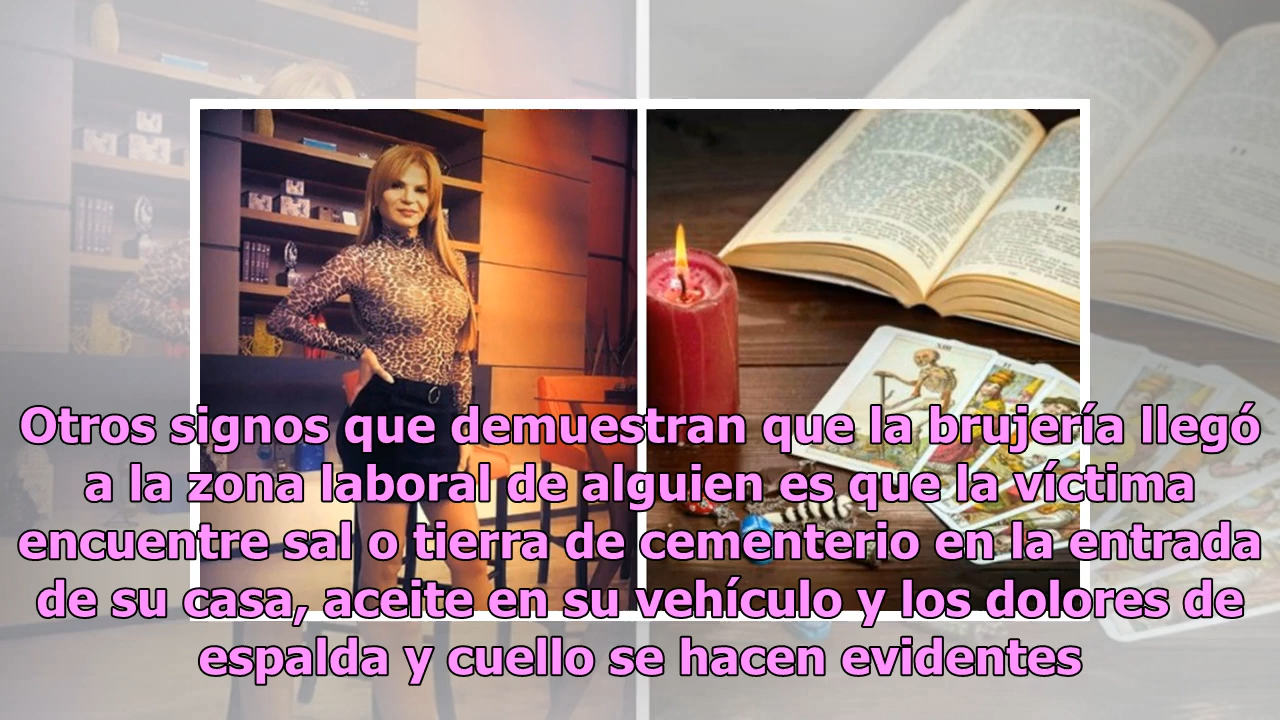 Otros signos que demuestran que la brujería llegó
a la zona laboral de alguien es que la víctima
encuentre sal o tierra de cementerio en la entrada
de su casa, aceite en su vehículo y los dolores de
espalda y cuello se hacen evidentes
XIII